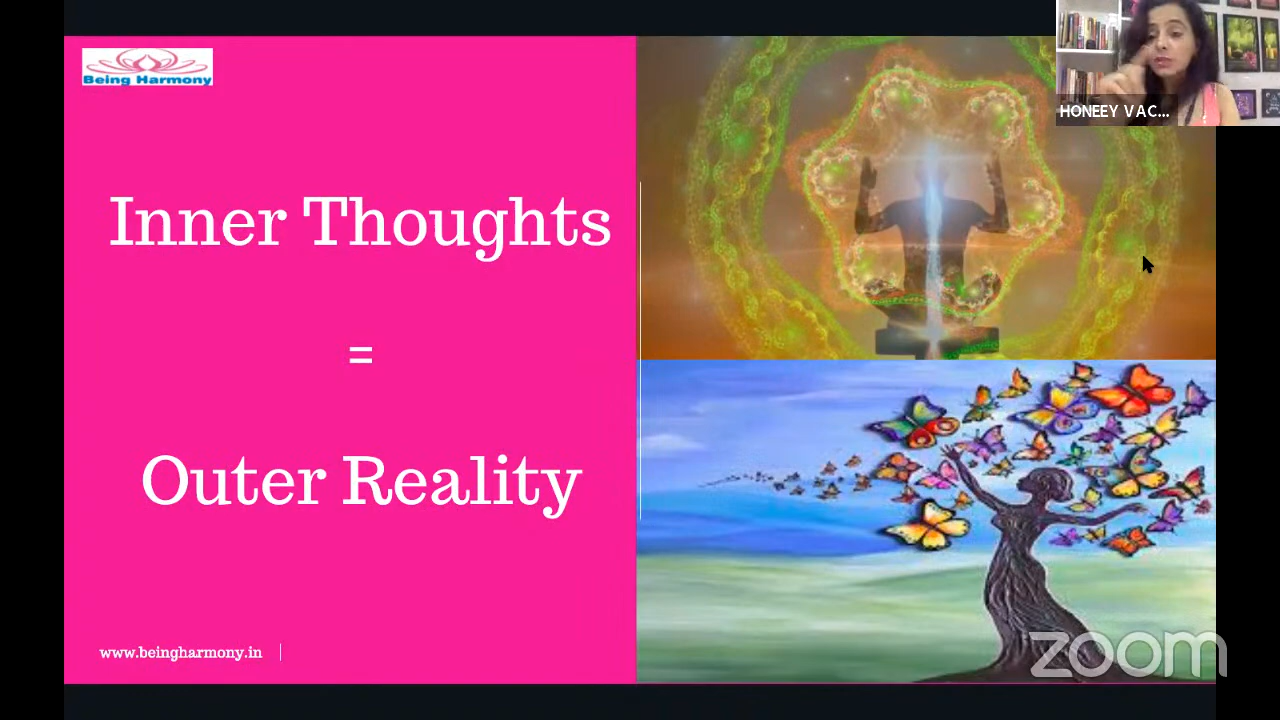 Being Harmony
HONEEY VAC...
Inner Thoughts
=
Outer Reality
www.beingharmony.in
zoom